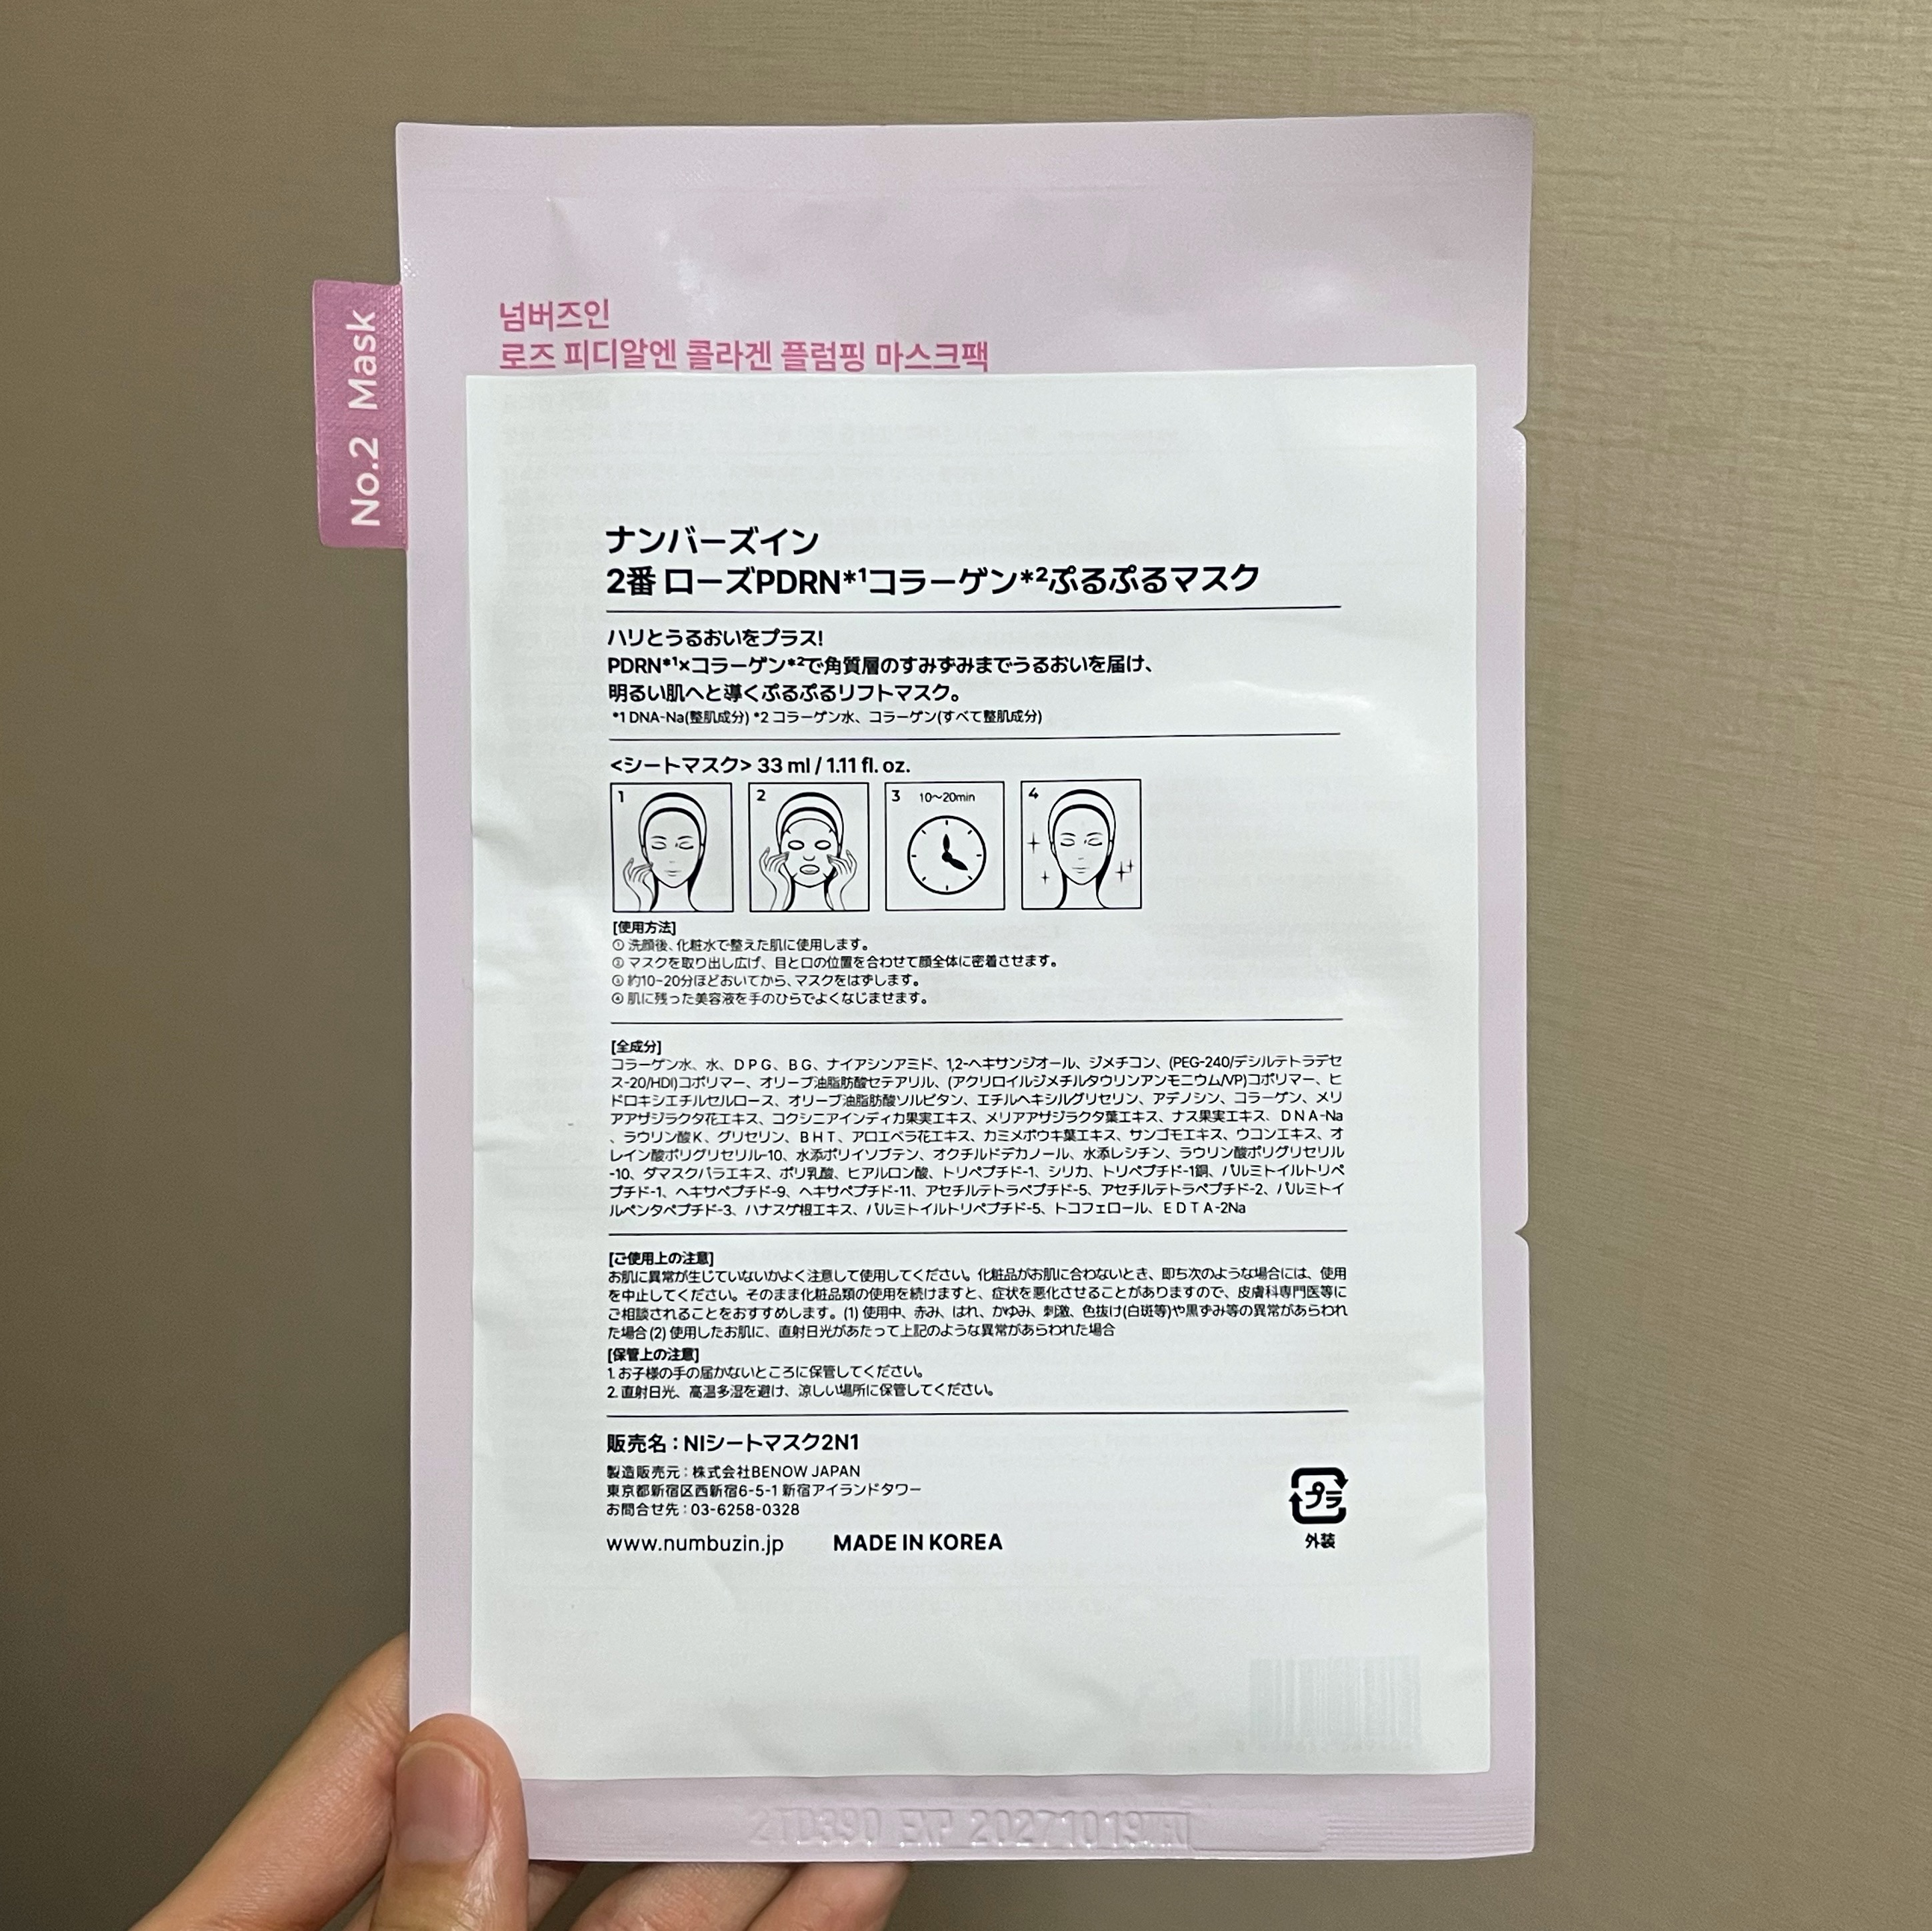 No.2 Mask
넘버즈인
로즈 피디알엔 콜라겐 플럼핑 마스크팩
ナンバーズイン
2番 ローズPDRN*¹コラーゲン*²ぷるぷるマスク
ハリとうるおいをプラス!
PDRN*¹×コラーゲン*²で角質層のすみずみまでうるおいを届け、
明るい肌へと導くぷるぷるリフトマスク。
*1 DNA-Na(整肌成分) *2 コラーゲン水、コラーゲン(すべて整肌成分)
<シートマスク> 33 ml / 1.11 fl. oz.
1 2 3 10〜20min 4
[使用方法]
① 洗顔後、化粧水で整えた肌に使用します。
② マスクを取り出し広げ、目と口の位置を合わせて顔全体に密着させます。
③ 約10~20分ほどおいてから、マスクをはずします。
④ 肌に残った美容液を手のひらでよくなじませます。
[全成分]
コラーゲン水、水、DPG、BG、ナイアシンアミド、1,2-ヘキサンジオール、ジメチコン、(PEG-240/デシルテトラデセ
ス-20/HDI)コポリマー、オリーブ油脂肪酸セテアリル、(アクリロイルジメチルタウリンアンモニウム/VP)コポリマー、ヒ
ドロキシエチルセルロース、オリーブ油脂肪酸ソルビタン、エチルヘキシルグリセリン、アデノシン、コラーゲン、メリ
アアザジラクタ花エキス、コクシニアインディカ果実エキス、メリアアザジラクタ葉エキス、ナス果実エキス、DNA-Na
、ラウリン酸K、グリセリン、BHT、アロエベラ花エキス、カミメボウキ葉エキス、サンゴモエキス、ウコンエキス、オ
レイン酸ポリグリセリル-10、水添ポリイソブテン、オクチルドデカノール、水添レシチン、ラウリン酸ポリグリセリル
-10、ダマスクバラエキス、ポリ乳酸、ヒアルロン酸、トリペプチド-1、シリカ、トリペプチド-1銅、パルミトイルトリペ
プチド-1、ヘキサペプチド-9、ヘキサペプチド-11、アセチルテトラペプチド-5、アセチルテトラペプチド-2、パルミトイ
ルペンタペプチド-3、ハナスゲ根エキス、パルミトイルトリペプチド-5、トコフェロール、EDTA-2Na
[ご使用上の注意]
お肌に異常が生じていないかよく注意して使用してください。化粧品がお肌に合わないとき、即ち次のような場合には、使用
を中止してください。そのまま化粧品類の使用を続けますと、症状を悪化させることがありますので、皮膚科専門医等に
ご相談されることをおすすめします。(1) 使用中、赤み、はれ、かゆみ、刺激、色抜け(白斑等)や黒ずみ等の異常があらわれ
た場合 (2) 使用したお肌に、直射日光があたって上記のような異常があらわれた場合
[保管上の注意]
1. お子様の手の届かないところに保管してください。
2. 直射日光、高温多湿を避け、涼しい場所に保管してください。
販売名：NIシートマスク2N1
製造販売元：株式会社BENOW JAPAN
東京都新宿区西新宿6-5-1 新宿アイランドタワー
お問合せ先：03-6258-0328
www.numbuzin.jp MADE IN KOREA
プラ
外装
2TD390 EXP 20271019